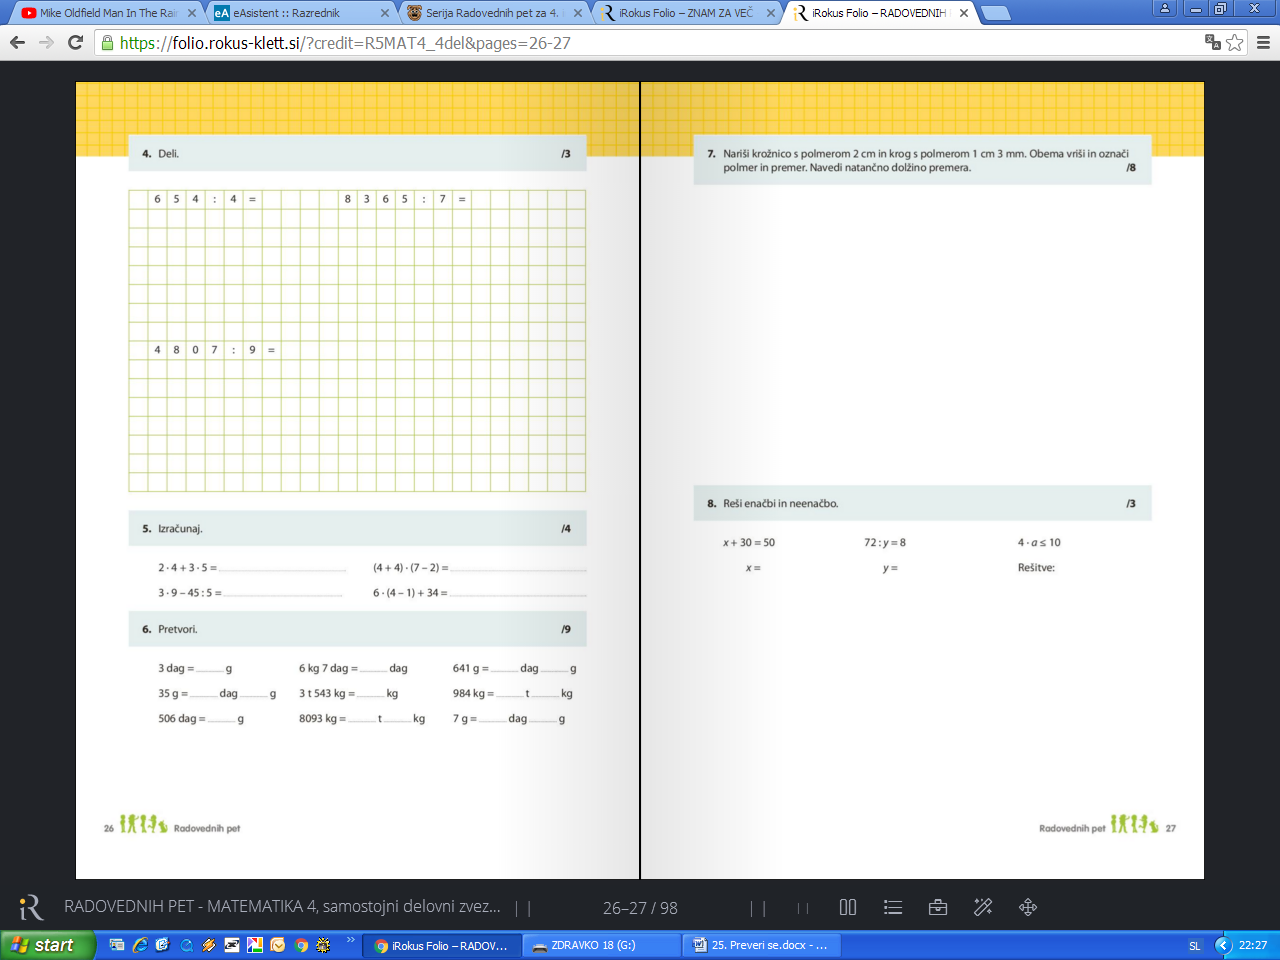 Mike Oldfield Man In The Rain
eAsistent :: Razrednik
Serija Radovednih pet za 4.
iRokus Folio – ZNAM ZA VEČ
iRokus Folio – RADOVEDNIH
https://folio.rokus-klett.si/?credit=R5MAT4_4del&pages=26-27
4. Deli. /3
6 5 4 : 4 = 8 3 6 5 : 7 =
4 8 0 7 : 9 =
5. Izračunaj. /4
2 · 4 + 3 · 5 = (4 + 4) · (7 – 2) =
3 · 9 – 45 : 5 = 6 · (4 – 1) + 34 =
6. Pretvori. /9
3 dag = g 6 kg 7 dag = dag 641 g = dag g
35 g = dag g 3 t 543 kg = kg 984 kg = t kg
506 dag = g 8093 kg = t kg 7 g = dag g
26 Radovednih pet
7. Nariši krožnico s polmerom 2 cm in krog s polmerom 1 cm 3 mm. Obema vriši in označi
polmer in premer. Navedi natančno dolžino premera. /8
8. Reši enačbi in neenačbo. /3
x + 30 = 50 72 : y = 8 4 · a ≤ 10
x = y = Rešitve:
Radovednih pet 27
iR
RADOVEDNIH PET - MATEMATIKA 4, samostojni delovni zvez...
26–27 / 98
start
iRokus Folio – RADOV...
ZDRAVKO 18 (G:)
25. Preveri se.docx - ...
SL
22:27